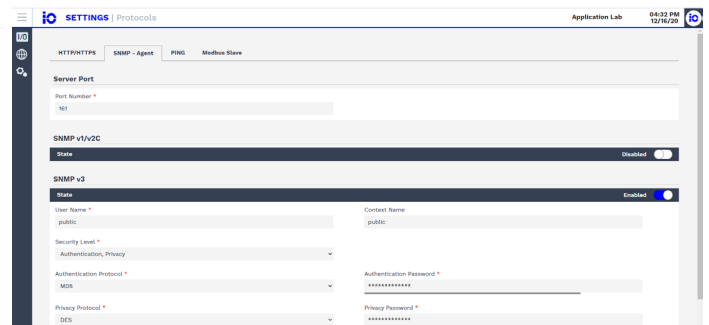 iO SETTINGS | Protocols
Application Lab
04:32 PM
12/16/20
iO
I/O
HTTP/HTTPS SNMP - Agent PING Modbus Slave
Server Port
Port Number *
161
SNMP v1/v2C
State Disabled
SNMP v3
State Enabled
User Name * Context Name
public public
Security Level *
Authentication, Privacy
Authentication Protocol * Authentication Password *
MD5 *************
Privacy Protocol * Privacy Password *
DES *************